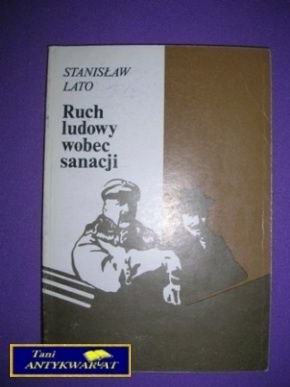 STANISŁAW
LATO
Ruch
ludowy
wobec
sanacji
Tani
ANTYKWARIAT